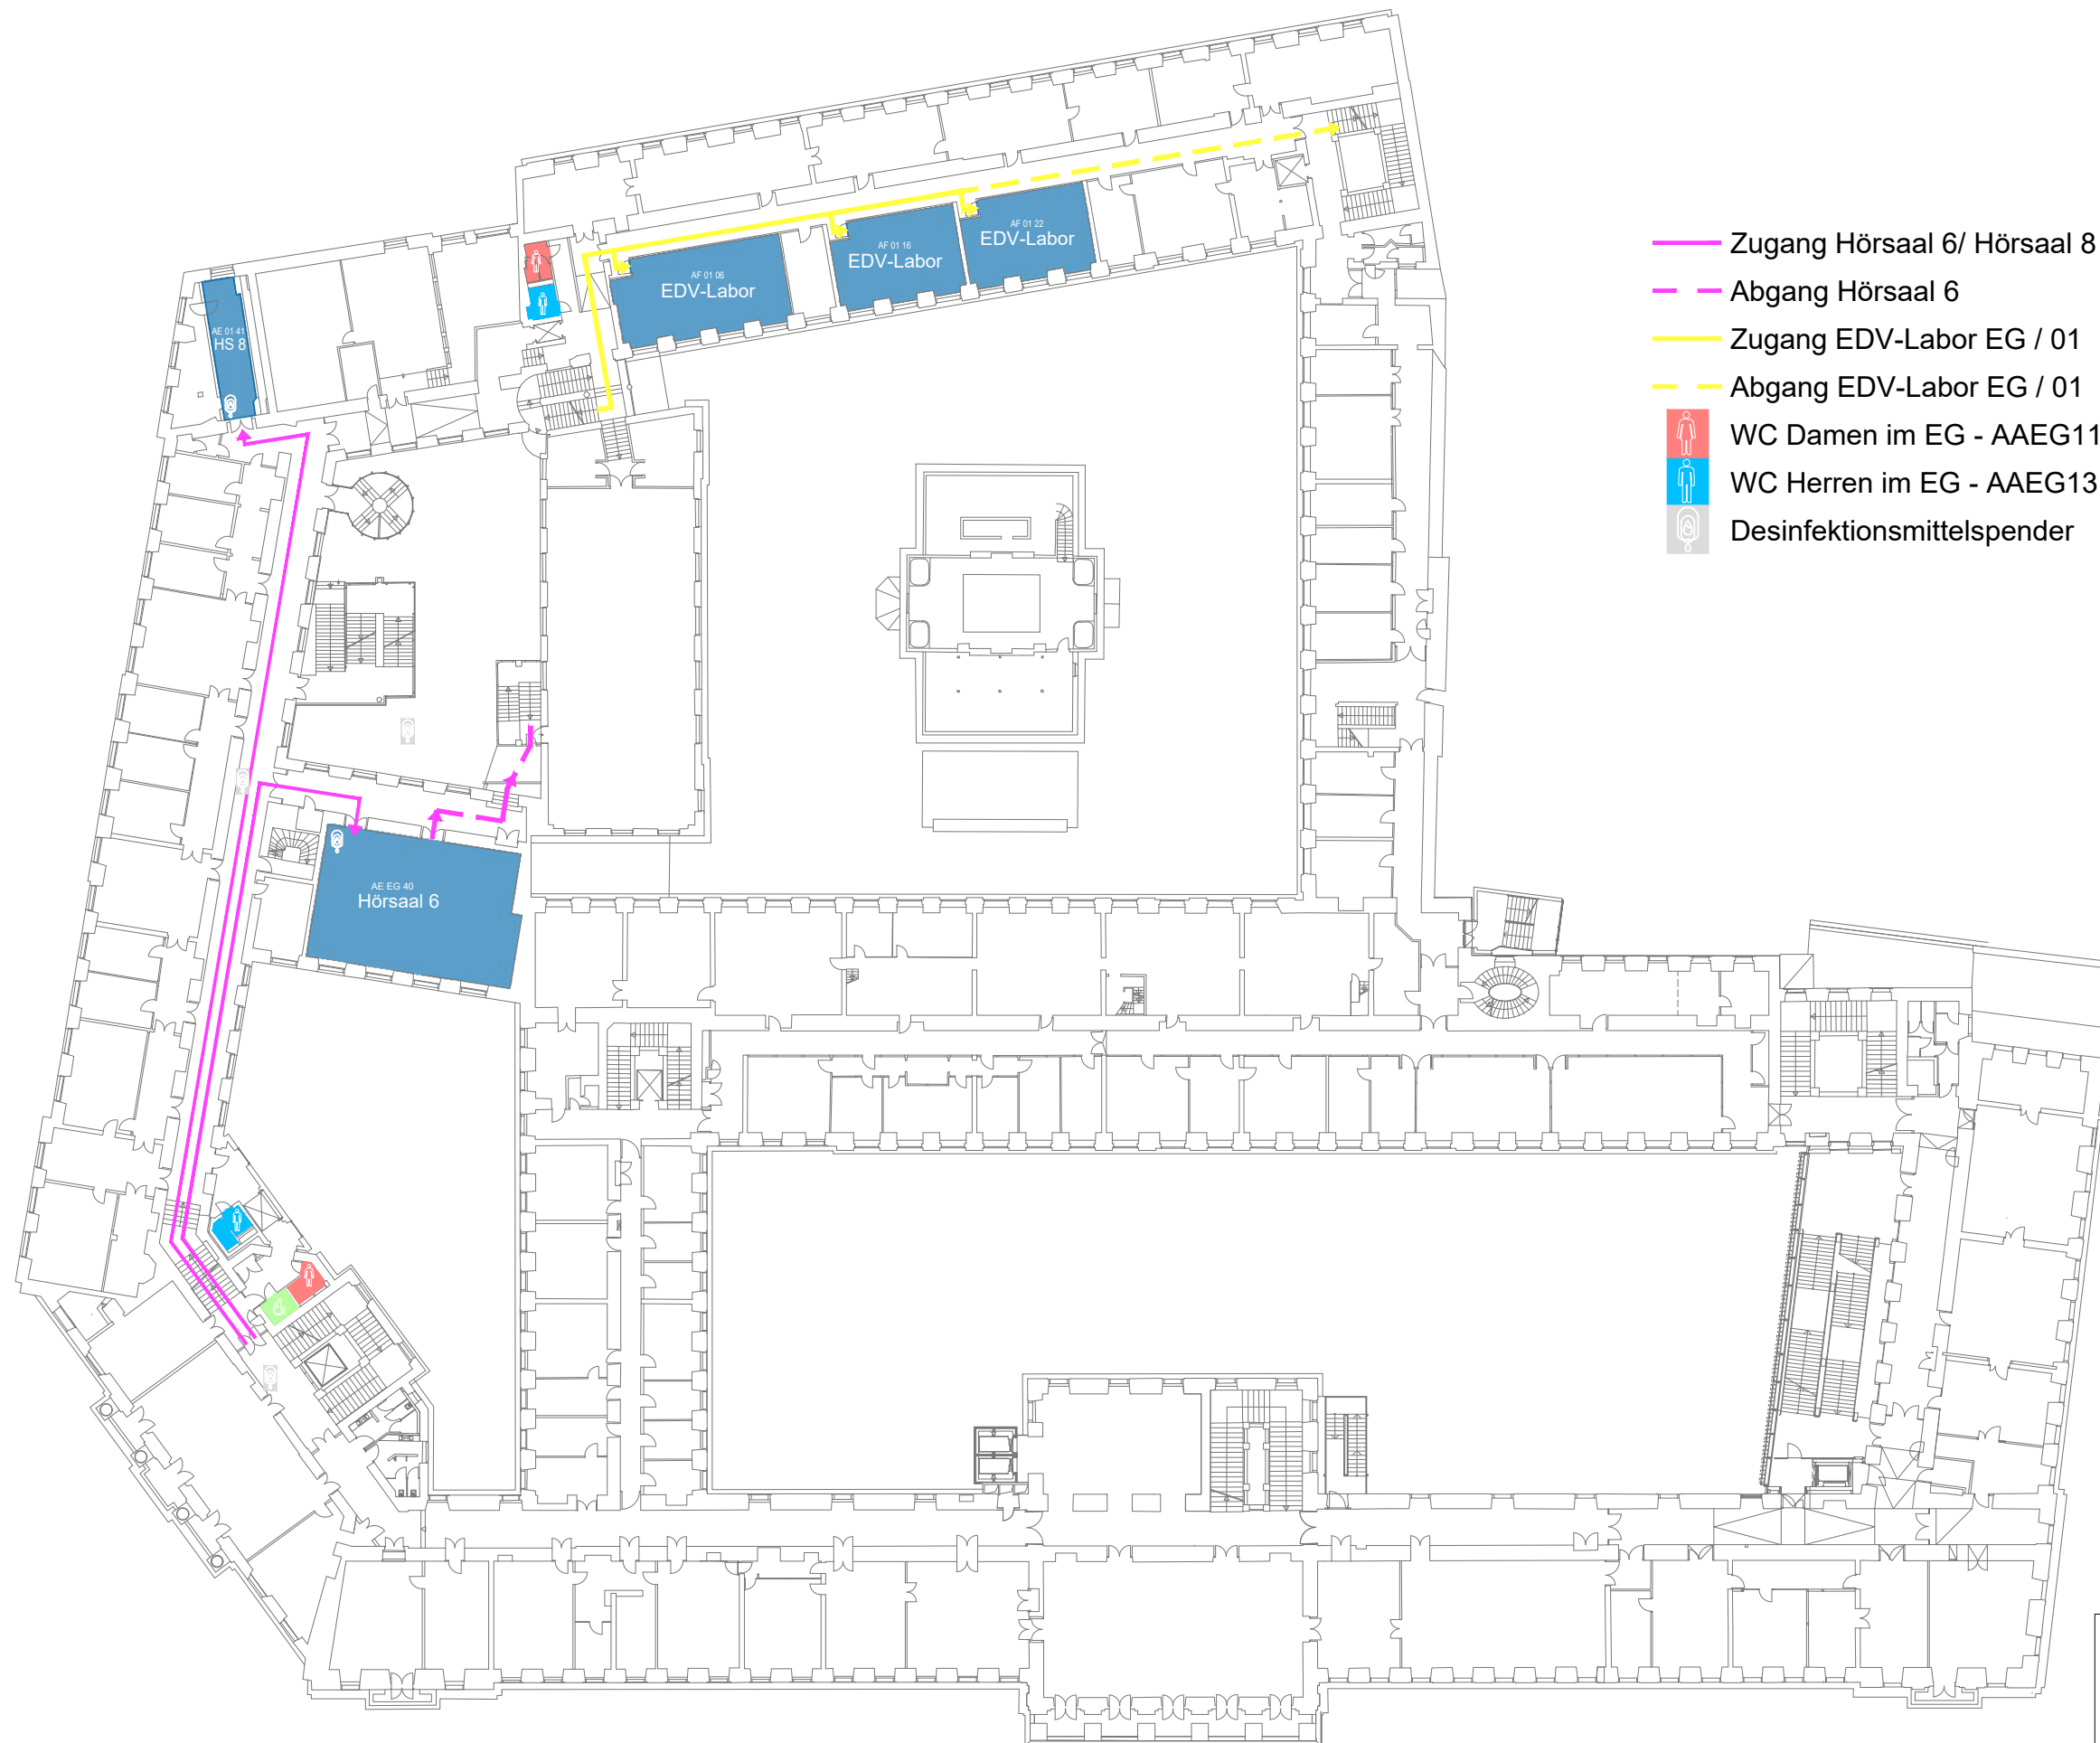 AF 01 22
EDV-Labor
AF 01 16
EDV-Labor
AF 01 06
EDV-Labor
AE 01 41
HS 8
AE EG 40
Hörsaal 6
Zugang Hörsaal 6/ Hörsaal 8
Abgang Hörsaal 6
Zugang EDV-Labor EG / 01
Abgang EDV-Labor EG / 01
WC Damen im EG - AAEG11
WC Herren im EG - AAEG13
Desinfektionsmittelspender